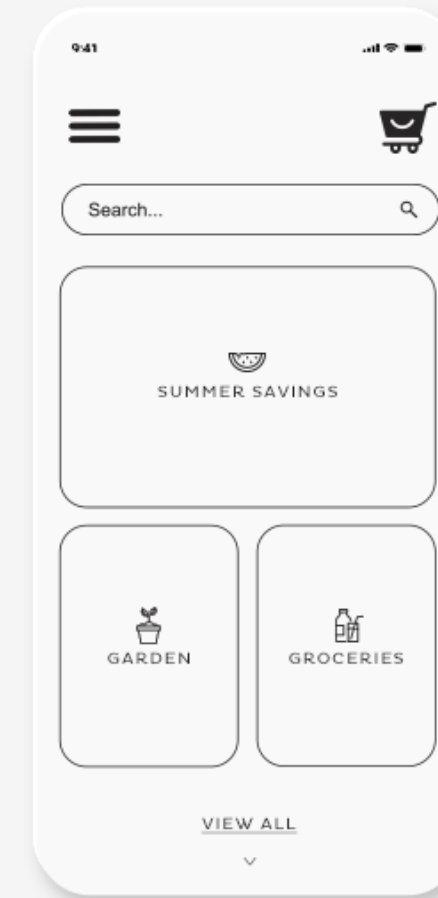 9:41
Search...
SUMMER SAVINGS
GARDEN
GROCERIES
VIEW ALL